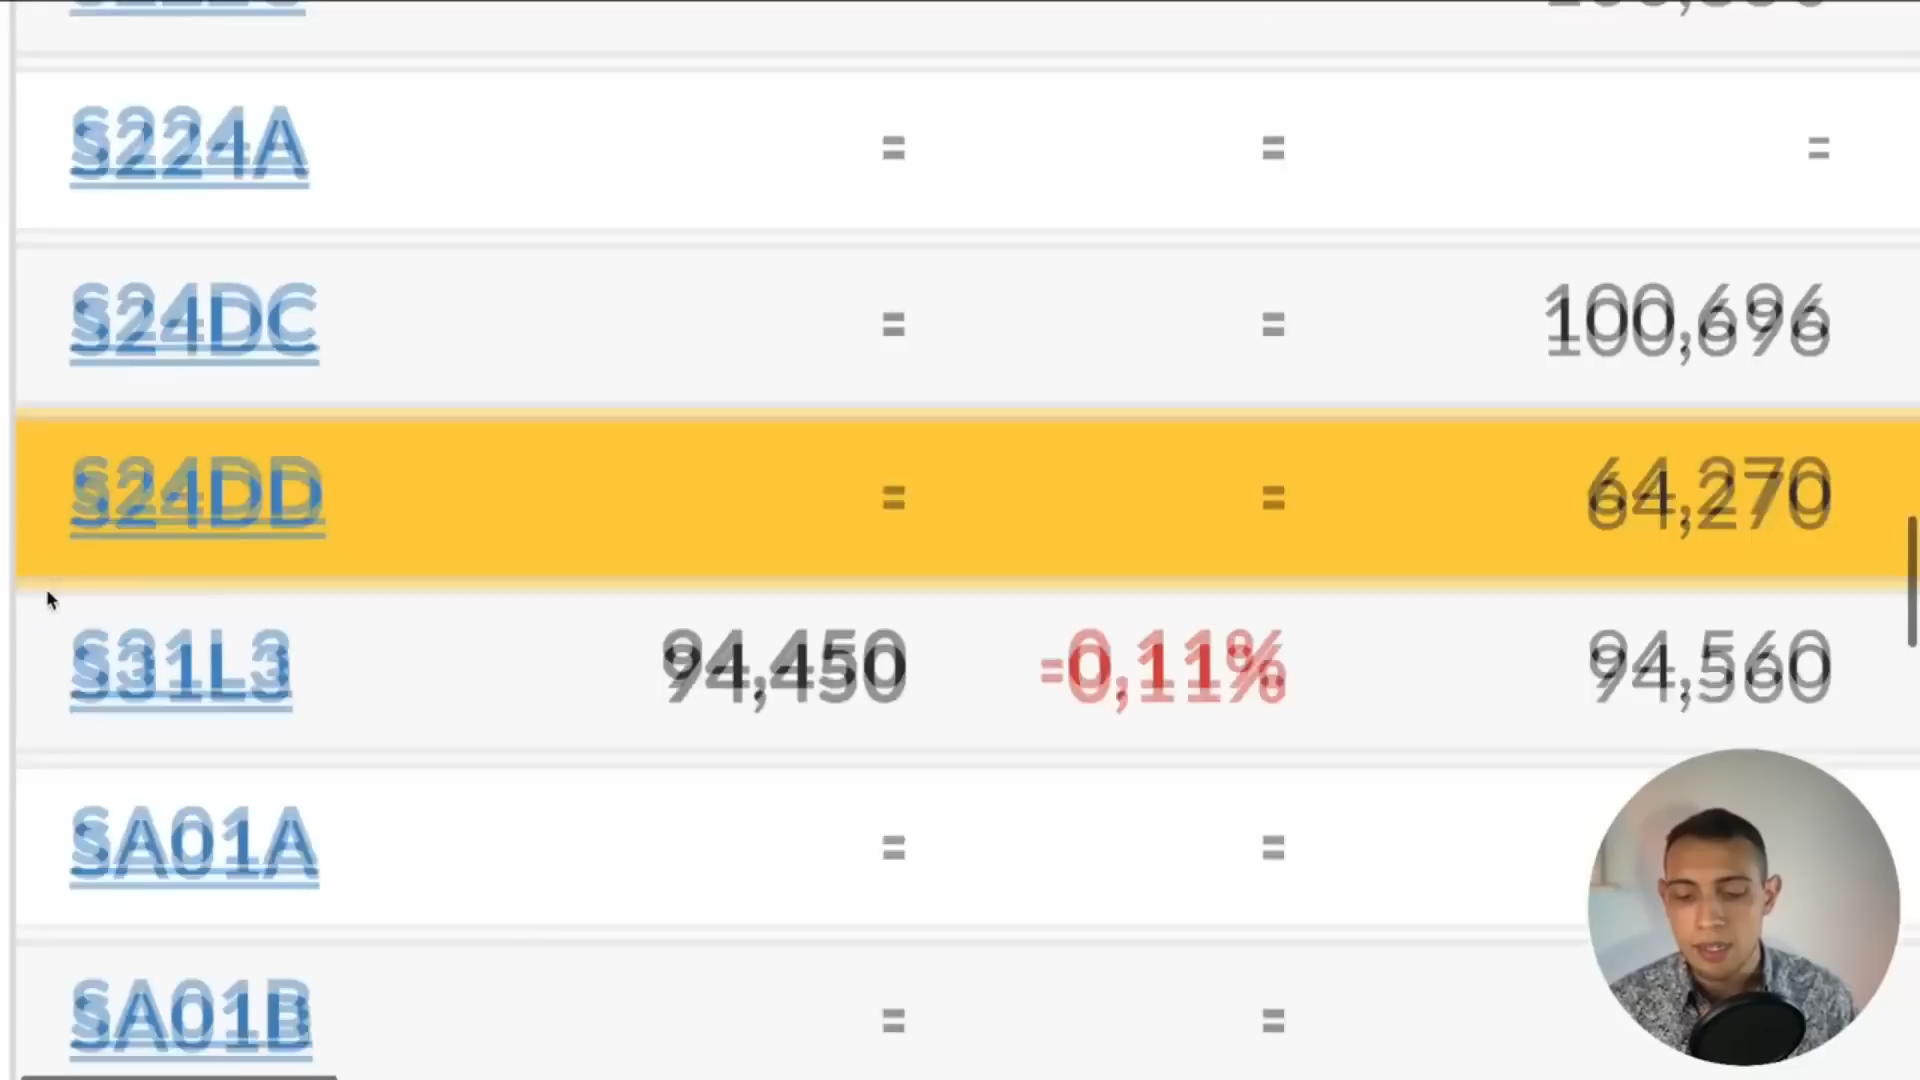 S224A - - -
S24DC - - 100,696
S24DD - - 64,270
S31L3 94,450 -0,11% 94,560
SA01A - -
SA01B - -